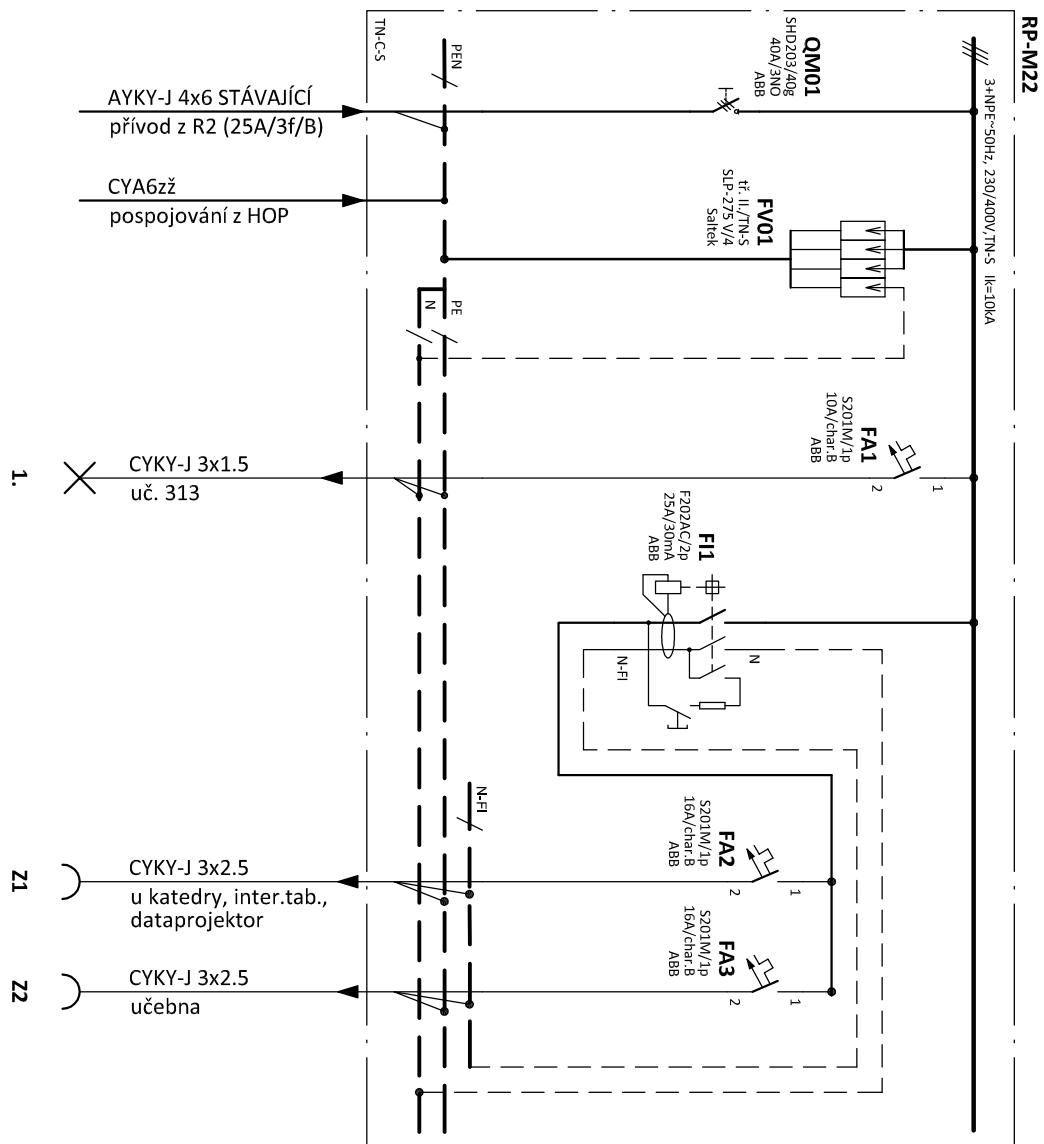 RP-M22
3+NPE~50Hz, 230/400V,TN-S Ik=10kA
TN-C-S
PEN
QM01
SHD203/40g
40A/3NO
ABB
AYKY-J 4x6 STÁVAJÍCÍ
přívod z R2 (25A/3f/B)
CYA6zž
pospojování z HOP
FV01
tř. II./TN-S
SLP-275 V/4
Saltek
PE
N
FA1
S201M/1p
10A/char.B
ABB
1
2
1.
CYKY-J 3x1.5
uč. 313
FI1
F202AC/2p
25A/30mA
ABB
N
N-FI
N-FI
FA2
S201M/1p
16A/char.B
ABB
1
2
Z1
CYKY-J 3x2.5
u katedry, inter.tab.,
dataprojektor
FA3
S201M/1p
16A/char.B
ABB
1
2
Z2
CYKY-J 3x2.5
učebna